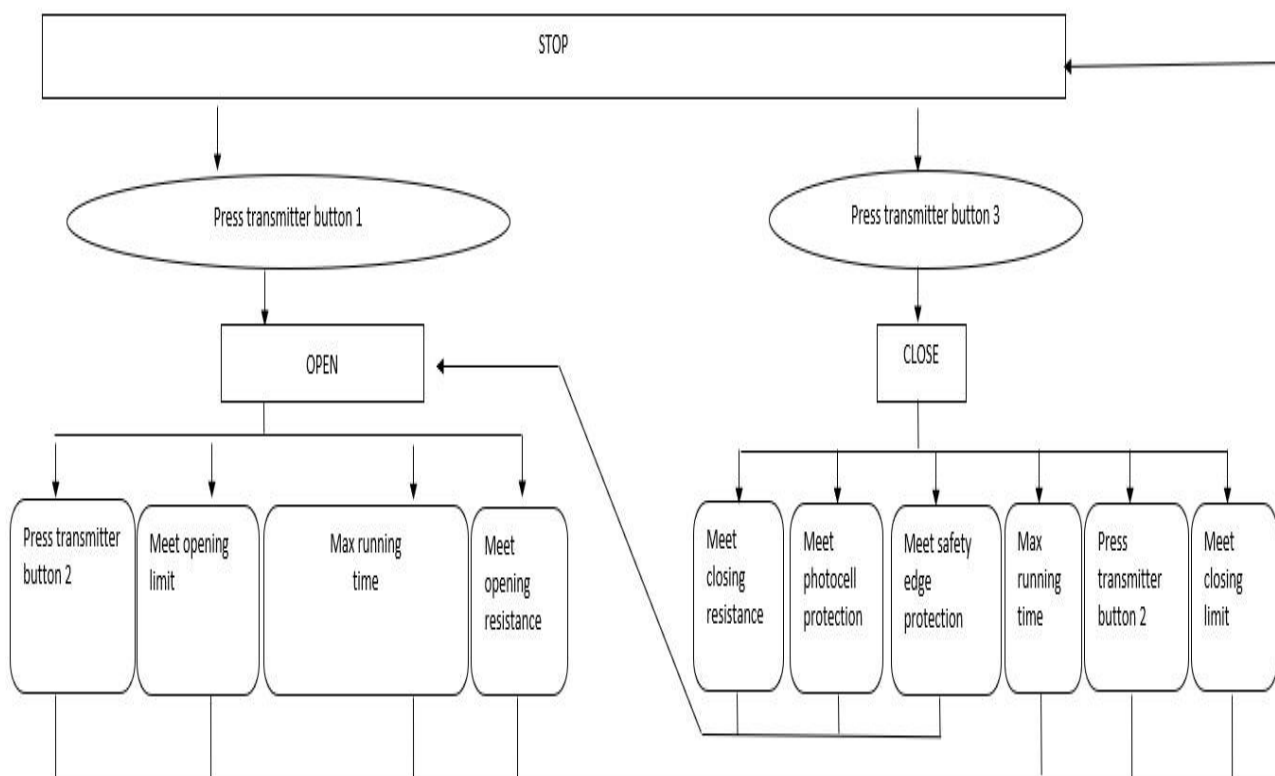 STOP
Press transmitter button 1
Press transmitter button 3
OPEN
CLOSE
Press transmitter
button 2
Meet opening
limit
Max running
time
Meet
opening
resistance
Meet
closing
resistance
Meet
photocell
protection
Meet safety
edge
protection
Max
running
time
Press
transmitter
button 2
Meet
closing
limit